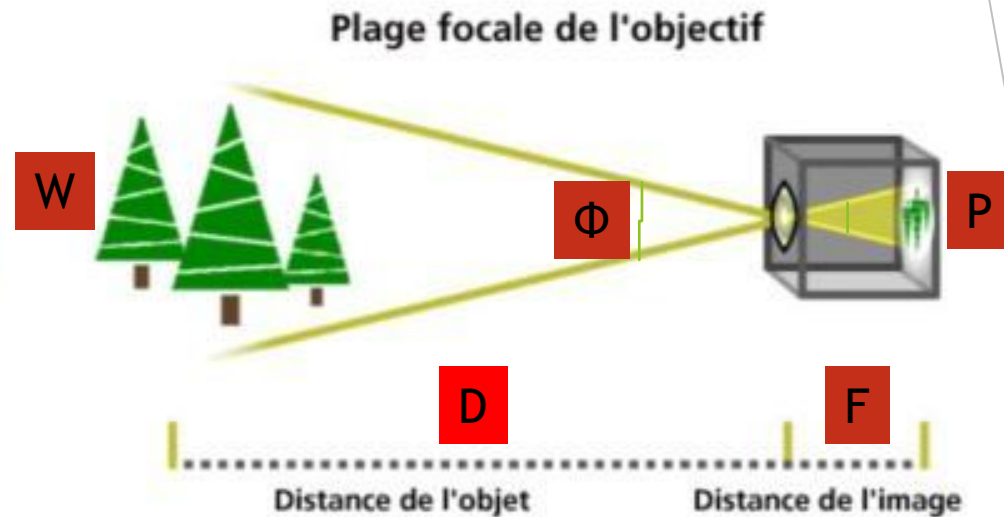 Plage focale de l'objectif
W
Φ
P
D
F
Distance de l'objet
Distance de l'image